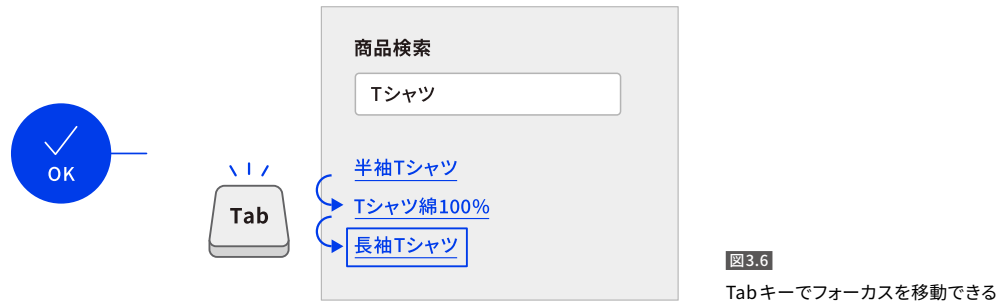 商品検索
Tシャツ
OK
半袖Tシャツ
Tab
Tシャツ綿100%
長袖Tシャツ
図3.6
Tabキーでフォーカスを移動できる